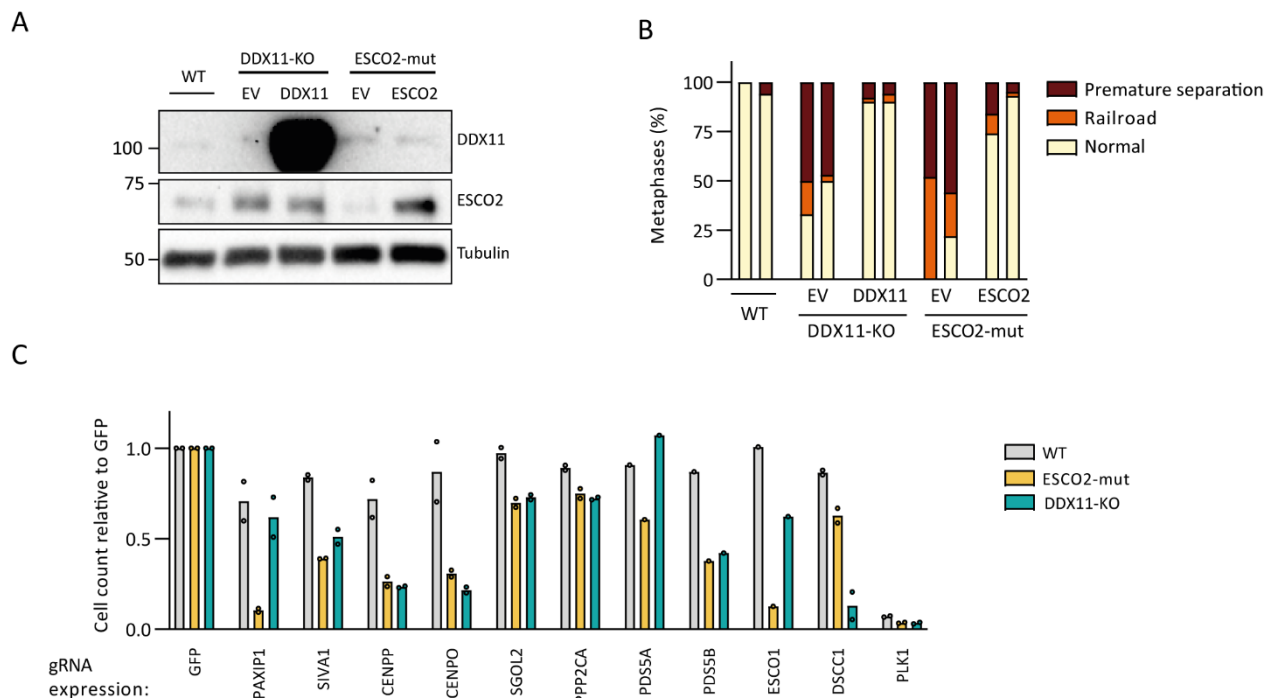 A
DDX11-KO ESCO2-mut
WT
EV DDX11 EV ESCO2
100 DDX11
75
ESCO2
50 Tubulin
B
Metaphases (%)
100
75
50
25
0
Premature separation
Railroad
Normal
EV DDX11 EV ESCO2
WT
DDX11-KO ESCO2-mut
C
Cell count relative to GFP
1.0
0.5
0.0
WT
ESCO2-mut
DDX11-KO
gRNA
expression:
GFP
PAXIP1
SIVA1
CENPP
CENPO
SGOL2
PPP2CA
PDS5A
PDS5B
ESCO1
DSCC1
PLK1